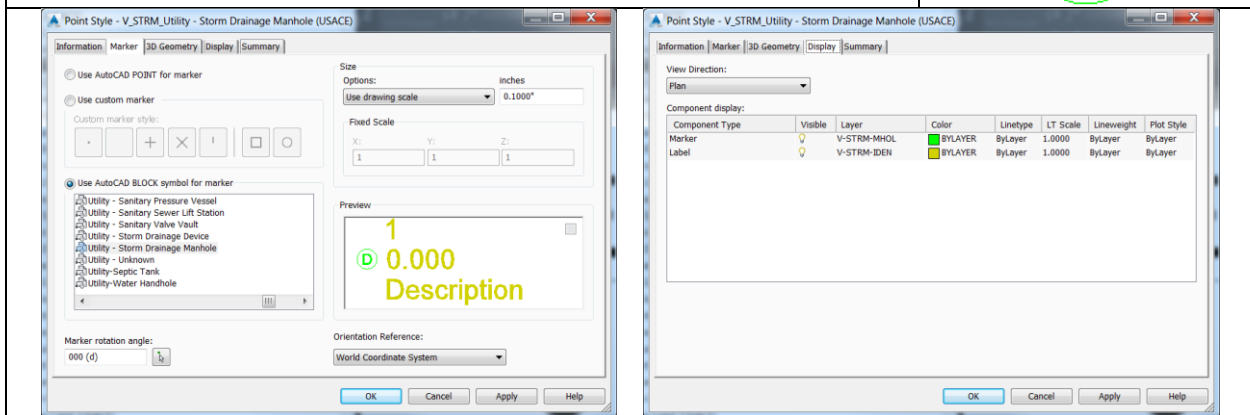 Point Style - V_STRM_Utility - Storm Drainage Manhole (USACE)
Information Marker 3D Geometry Display Summary
Use AutoCAD POINT for marker
Use custom marker
Custom marker style:
Use AutoCAD BLOCK symbol for marker
Utility - Sanitary Pressure Vessel
Utility - Sanitary Sewer Lift Station
Utility - Sanitary Valve Vault
Utility - Storm Drainage Device
Utility - Storm Drainage Manhole
Utility - Unknown
Utility-Septic Tank
Utility-Water Handhole
Marker rotation angle:
000 (d)
Size
Options: inches
Use drawing scale 0.1000"
Fixed Scale
X: Y: Z:
1 1 1
Preview
1
D 0.000
Description
Orientation Reference:
World Coordinate System
OK Cancel Apply Help
Point Style - V_STRM_Utility - Storm Drainage Manhole (USACE)
Information Marker 3D Geometry Display Summary
View Direction:
Plan
Component display:
Component Type Visible Layer Color Linetype LT Scale Lineweight Plot Style
Marker V-STRM-MHOL BYLAYER ByLayer 1.0000 ByLayer ByLayer
Label V-STRM-IDEN BYLAYER ByLayer 1.0000 ByLayer ByLayer
OK Cancel Apply Help